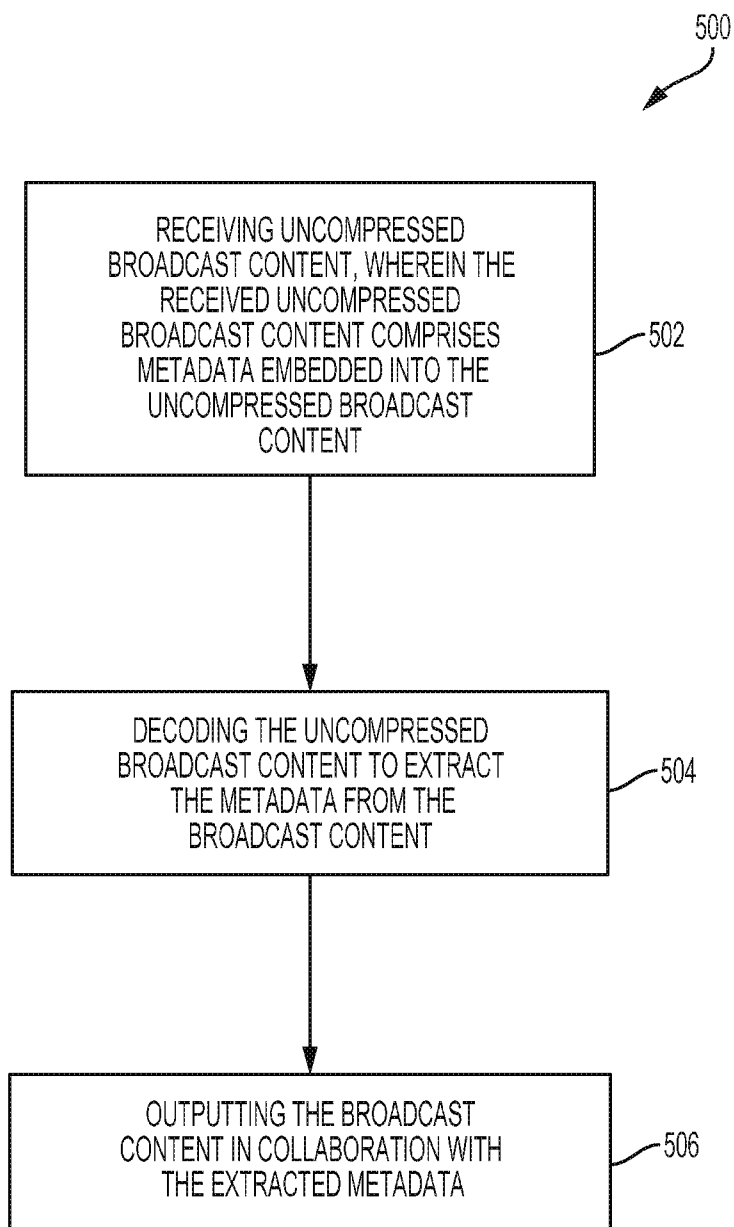 500
RECEIVING UNCOMPRESSED
BROADCAST CONTENT, WHEREIN THE
RECEIVED UNCOMPRESSED
BROADCAST CONTENT COMPRISES
METADATA EMBEDDED INTO THE
UNCOMPRESSED BROADCAST
CONTENT
502
DECODING THE UNCOMPRESSED
BROADCAST CONTENT TO EXTRACT
THE METADATA FROM THE
BROADCAST CONTENT
504
OUTPUTTING THE BROADCAST
CONTENT IN COLLABORATION WITH
THE EXTRACTED METADATA
506